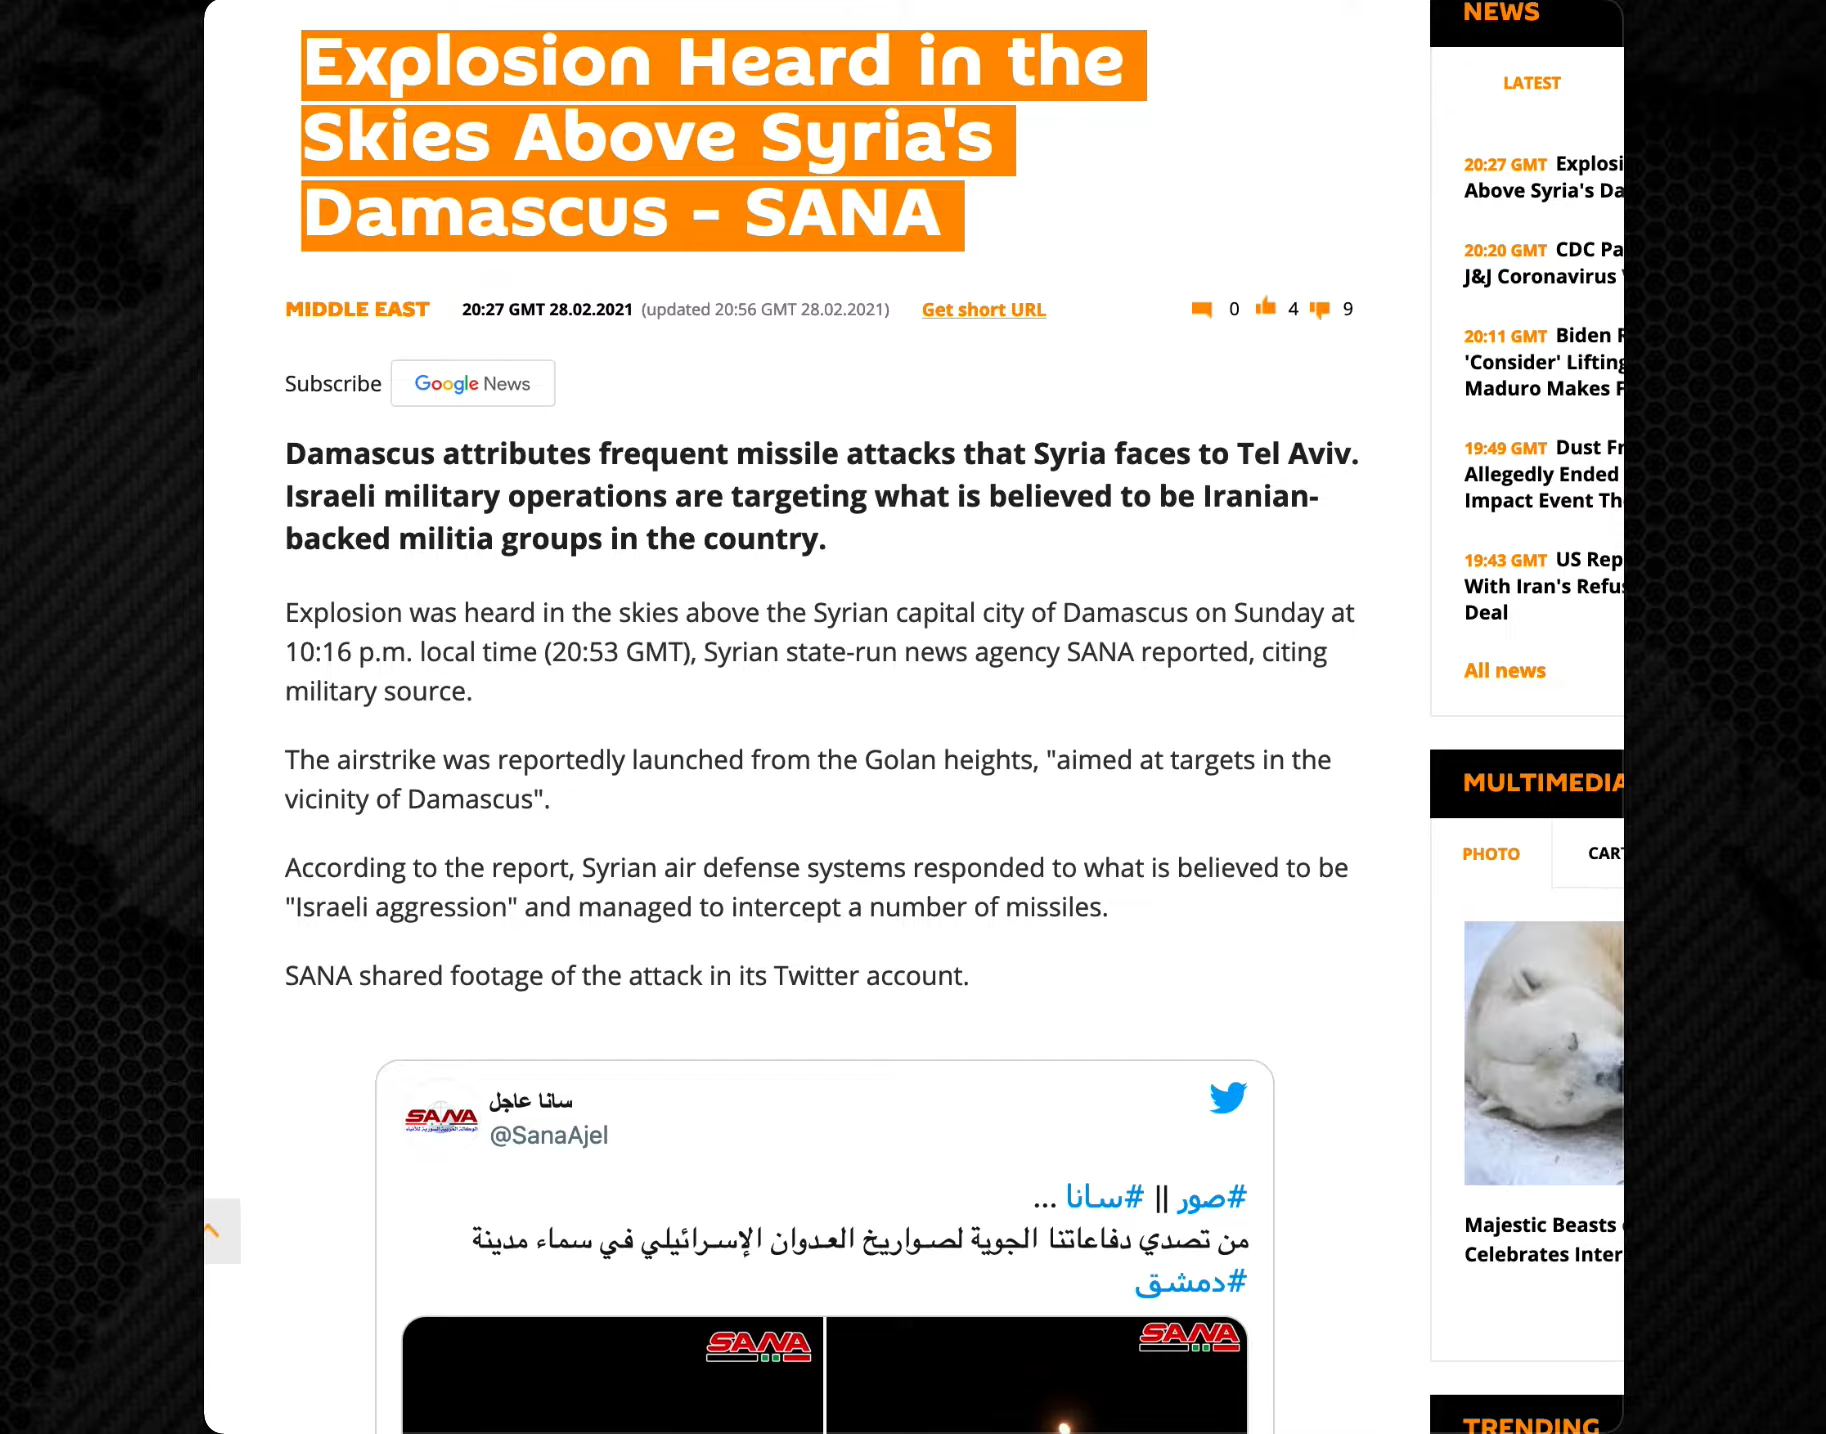 Explosion Heard in the
Skies Above Syria's
Damascus - SANA
MIDDLE EAST 20:27 GMT 28.02.2021 (updated 20:56 GMT 28.02.2021) Get short URL 0 4 9
Subscribe Google News
Damascus attributes frequent missile attacks that Syria faces to Tel Aviv.
Israeli military operations are targeting what is believed to be Iranian-
backed militia groups in the country.
Explosion was heard in the skies above the Syrian capital city of Damascus on Sunday at
10:16 p.m. local time (20:53 GMT), Syrian state-run news agency SANA reported, citing
military source.
The airstrike was reportedly launched from the Golan heights, "aimed at targets in the
vicinity of Damascus".
According to the report, Syrian air defense systems responded to what is believed to be
"Israeli aggression" and managed to intercept a number of missiles.
SANA shared footage of the attack in its Twitter account.
SANA
سانا عاجل
@SanaAjel
#صور || #سانا ...
من تصدي دفاعاتنا الجوية لصواريخ العدوان الإسرائيلي في سماء مدينة
#دمشق
SANA
SANA
NEWS
LATEST
20:27 GMT Explosi
Above Syria's Da
20:20 GMT CDC Pa
J&J Coronavirus
20:11 GMT Biden
'Consider' Lifting
Maduro Makes
19:49 GMT Dust Fr
Allegedly Ended
Impact Event Th
19:43 GMT US Rep
With Iran's Refu
Deal
All news
MULTIMEDIA
PHOTO CAR
Majestic Beasts
Celebrates Inter
TRENDING